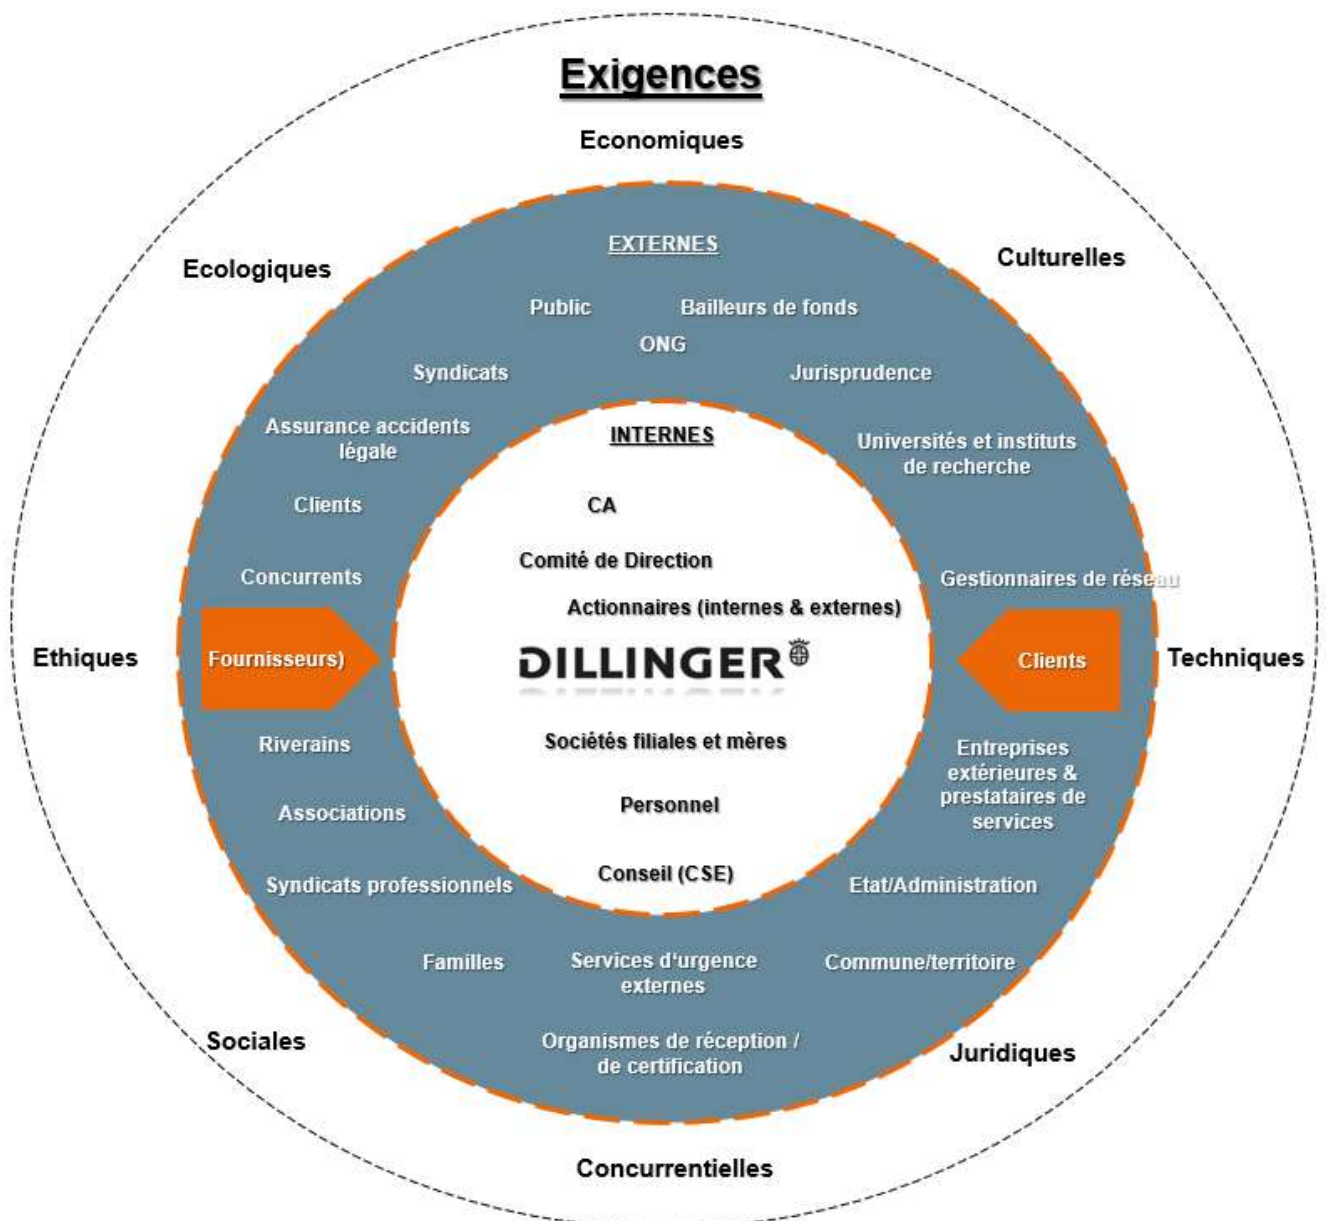 Exigences
Economiques
Ecologiques
Culturelles
EXTERNES
Public
Bailleurs de fonds
ONG
Syndicats
Jurisprudence
Assurance accidents
légale
INTERNES
Universités et instituts
de recherche
Clients
CA
Comité de Direction
Concurrents
Gestionnaires de réseau
Actionnaires (internes & externes)
Ethiques
Fournisseurs)
DILLINGER
Clients
Techniques
Riverains
Sociétés filiales et mères
Entreprises
extérieures &
prestataires de
services
Associations
Personnel
Syndicats professionnels
Conseil (CSE)
Etat/Administration
Familles
Services d'urgence
externes
Commune/territoire
Sociales
Organismes de réception /
de certification
Juridiques
Concurrentielles